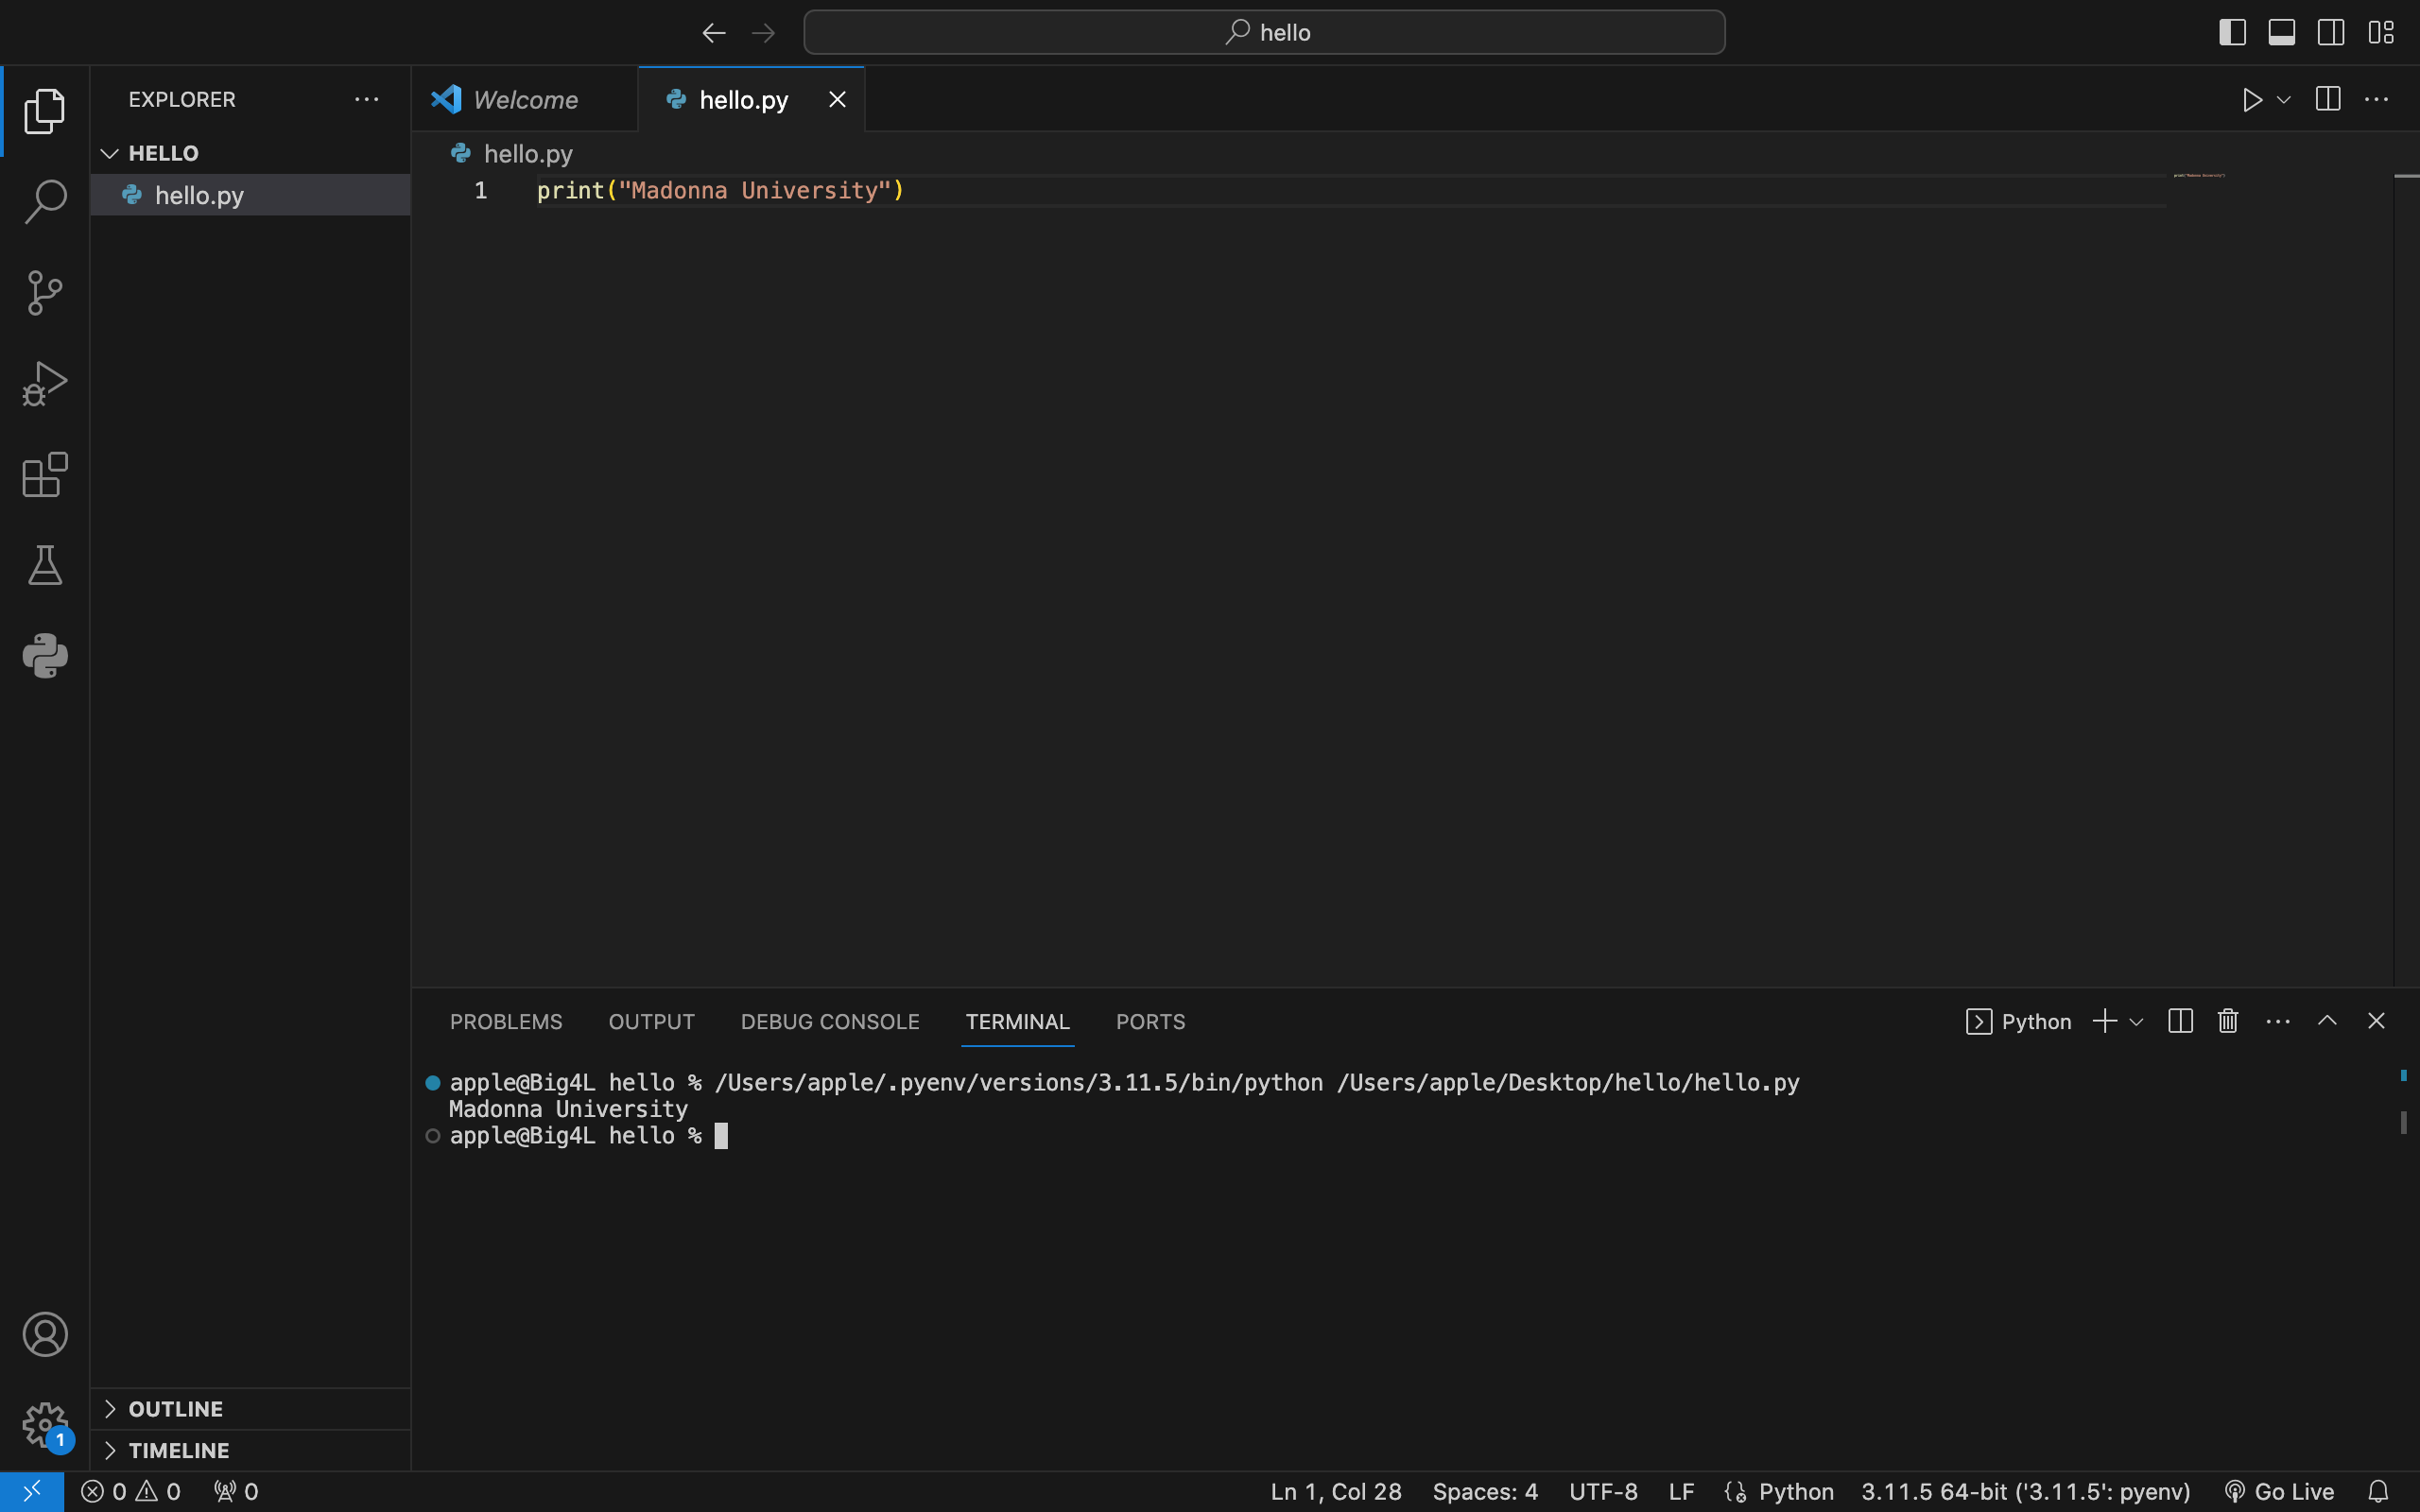 hello
EXPLORER
Welcome
hello.py
HELLO
hello.py
hello.py
1 print("Madonna University")
PROBLEMS OUTPUT DEBUG CONSOLE TERMINAL PORTS
Python
apple@Big4L hello % /Users/apple/.pyenv/versions/3.11.5/bin/python /Users/apple/Desktop/hello/hello.py
Madonna University
apple@Big4L hello %
OUTLINE
1
TIMELINE
0 0 0
Ln 1, Col 28 Spaces: 4 UTF-8 LF Python 3.11.5 64-bit ('3.11.5': pyenv) Go Live